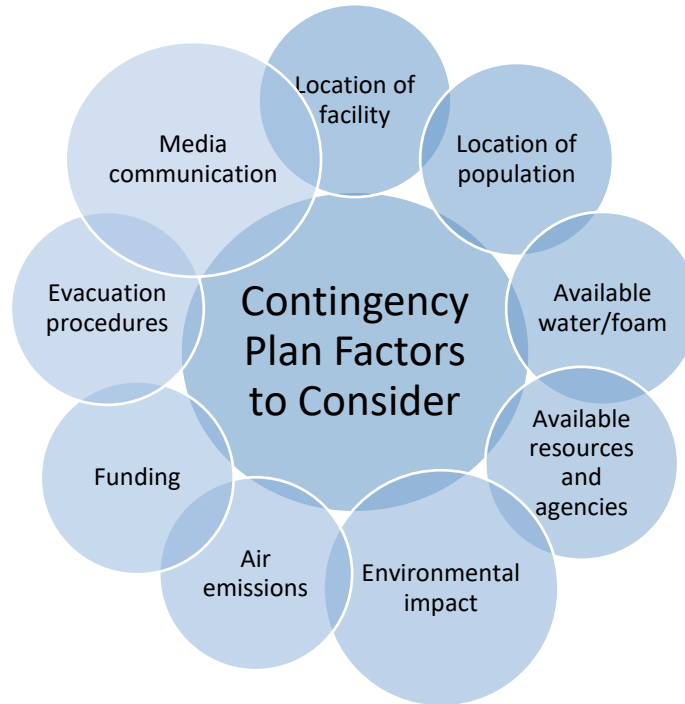 Contingency
Plan Factors
to Consider
Location of
facility
Location of
population
Available
water/foam
Available
resources
and
agencies
Environmental
impact
Air
emissions
Funding
Evacuation
procedures
Media
communication